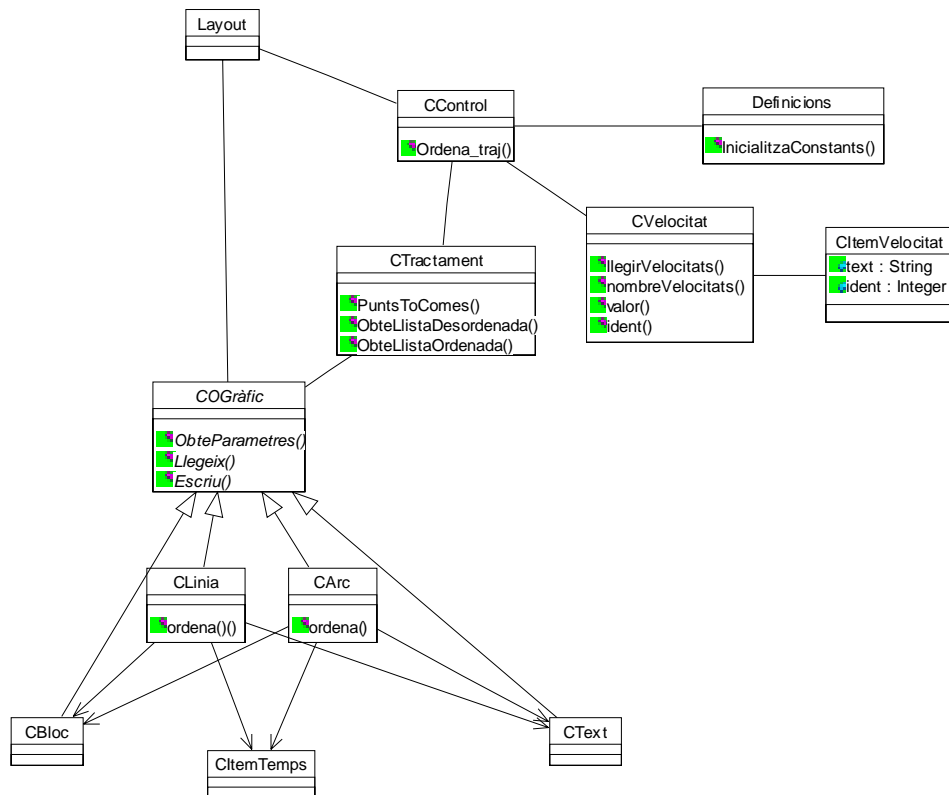 Layout
CControl
Ordena_traj()
Definicions
InicialitzaConstants()
CVelocitat
llegirVelocitats()
nombreVelocitats()
valor()
ident()
CItemVelocitat
text : String
ident : Integer
CTractament
PuntsToComes()
ObteLlistaDesordenada()
ObteLlistaOrdenada()
COGràfic
ObteParametres()
Llegeix()
Escriu()
CLinia
ordena()()
CArc
ordena()
CBloc
CItemTemps
CText